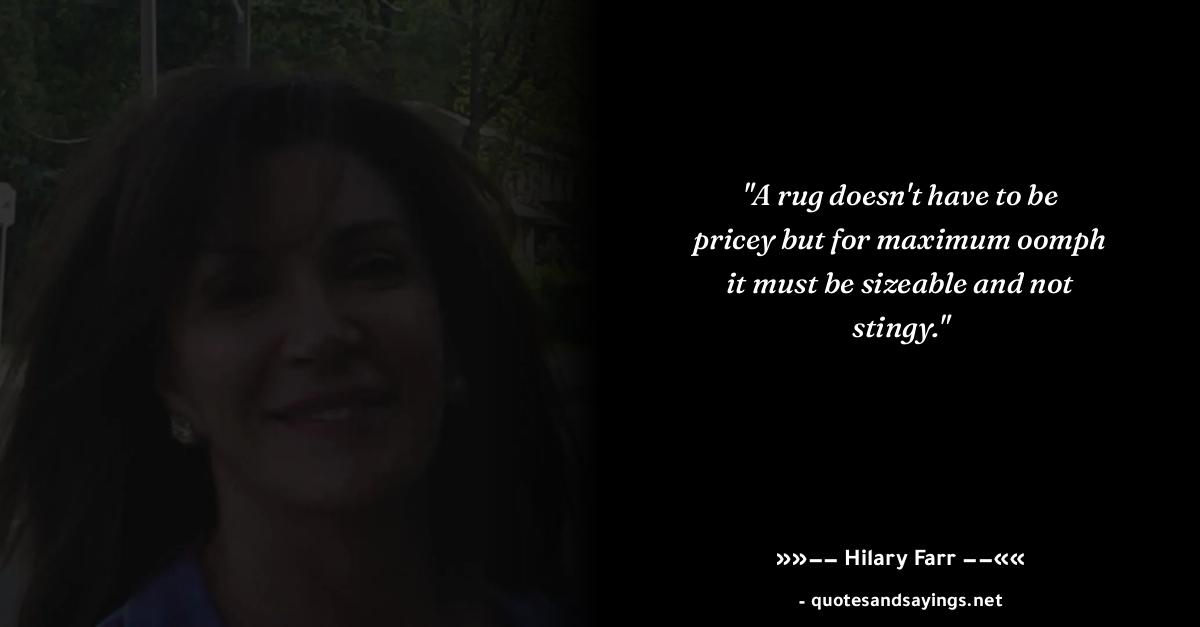 "A rug doesn't have to be
pricey but for maximum oomph
it must be sizeable and not
stingy."
»»—— Hilary Farr ——««
- quotesandsayings.net